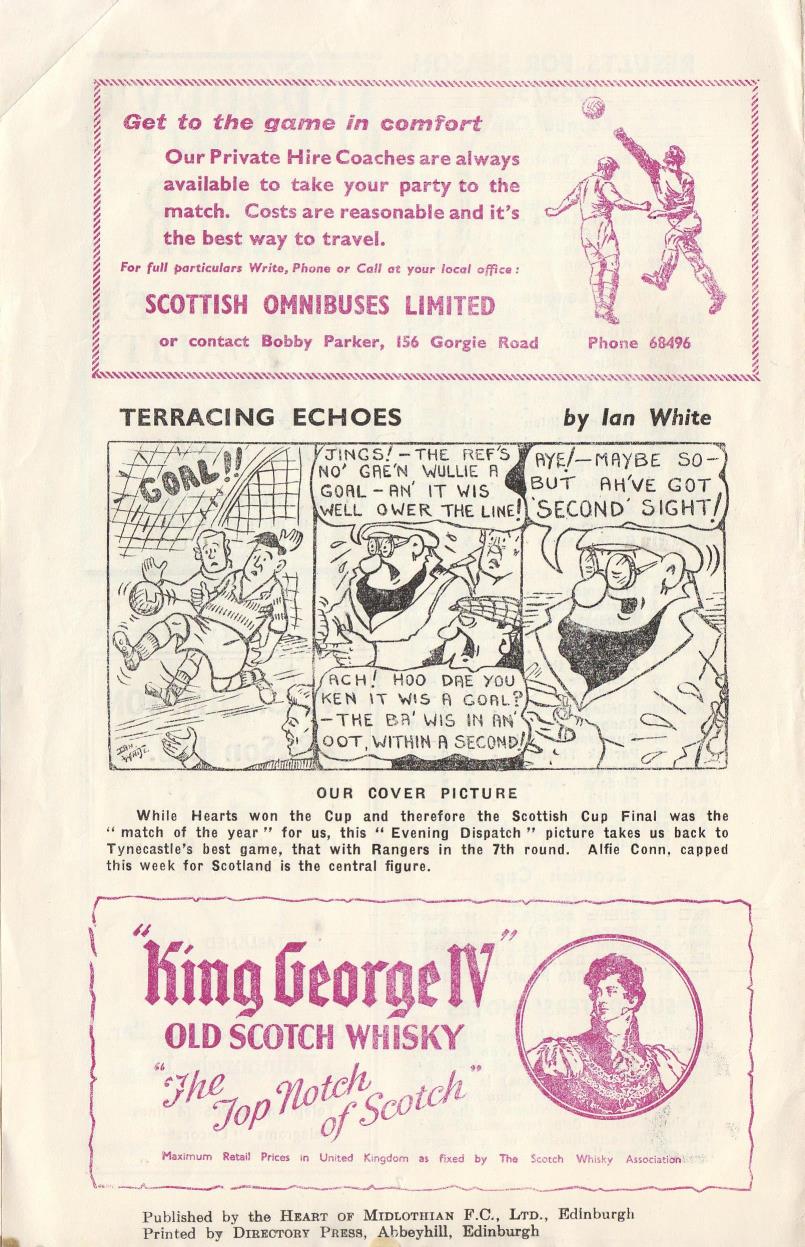 Get to the game in comfort
Our Private Hire Coaches are always
available to take your party to the
match. Costs are reasonable and it's
the best way to travel.
For full particulars Write, Phone or Call at your local office :
SCOTTISH OMNIBUSES LIMITED
or contact Bobby Parker, 156 Gorgie Road Phone 68496
TERRACING ECHOES by Ian White
GOAL!!
JINGS! - THE REF'S
NO' GAE'N WULLIE A
GOAL - AN' IT WIS
WELL OWER THE LINE!
ACH! HOO DAE YOU
KEN IT WIS A GOAL?
- THE BA' WIS IN AN'
OOT, WITHIN A SECOND!
AYE! - MAYBE SO -
BUT AH'VE GOT
'SECOND' SIGHT!
OUR COVER PICTURE
While Hearts won the Cup and therefore the Scottish Cup Final was the
" match of the year " for us, this " Evening Dispatch " picture takes us back to
Tynecastle's best game, that with Rangers in the 7th round. Alfie Conn, capped
this week for Scotland is the central figure.
"King George IV"
OLD SCOTCH WHISKY
"The
Top Notch
of Scotch"
Maximum Retail Prices in United Kingdom as fixed by The Scotch Whisky Association
Published by the HEART OF MIDLOTHIAN F.C., LTD., Edinburgh
Printed by DIRECTORY PRESS, Abbeyhill, Edinburgh